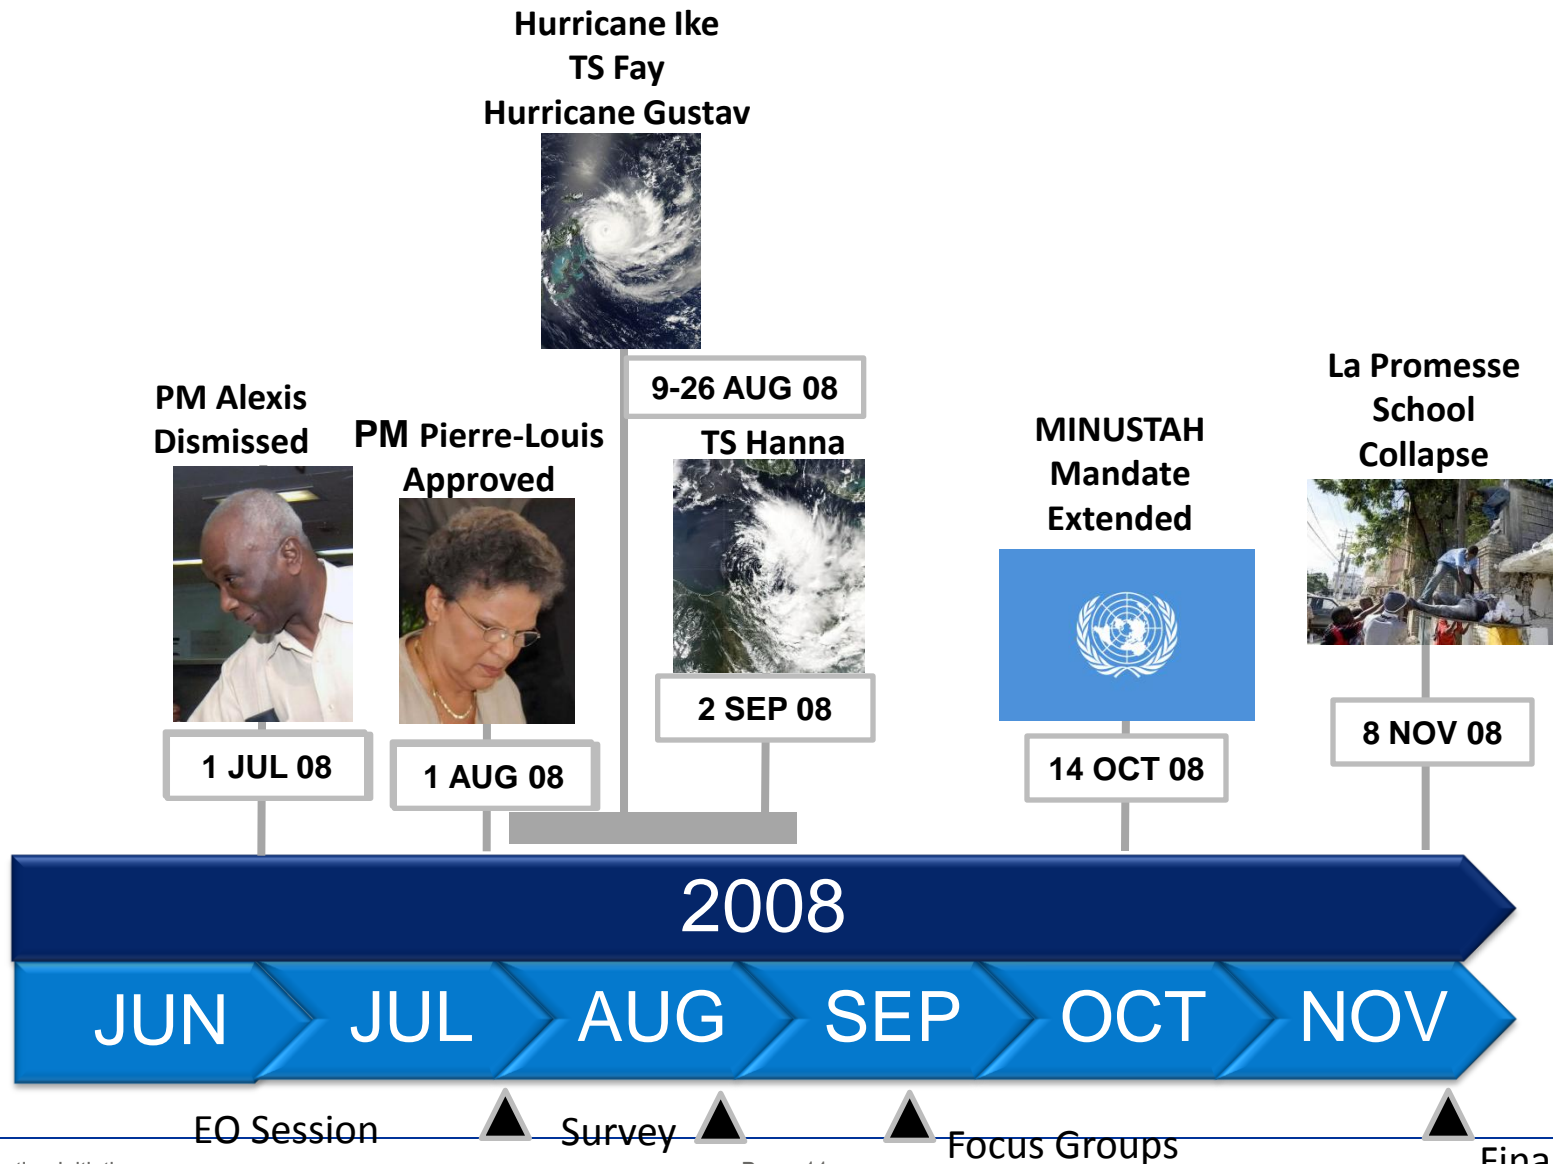 Hurricane Ike
TS Fay
Hurricane Gustav
9-26 AUG 08
PM Alexis
Dismissed
1 JUL 08
PM Pierre-Louis
Approved
1 AUG 08
TS Hanna
2 SEP 08
MINUSTAH
Mandate
Extended
14 OCT 08
La Promesse
School
Collapse
8 NOV 08
2008
JUN JUL AUG SEP OCT NOV
EO Session
Survey
Focus Groups